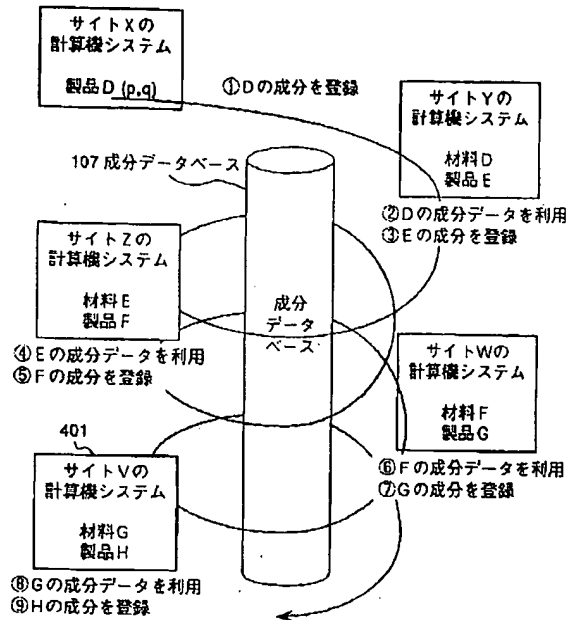 サイトXの
計算機システム
製品D (p,q)
①Dの成分を登録
サイトYの
計算機システム
材料D
製品E
②Dの成分データを利用
③Eの成分を登録
107 成分データベース
サイトZの
計算機システム
材料E
製品F
④Eの成分データを利用
⑤Fの成分を登録
成分
データ
ベース
サイトWの
計算機システム
材料F
製品G
⑥Fの成分データを利用
⑦Gの成分を登録
401
サイトVの
計算機システム
材料G
製品H
⑧Gの成分データを利用
⑨Hの成分を登録